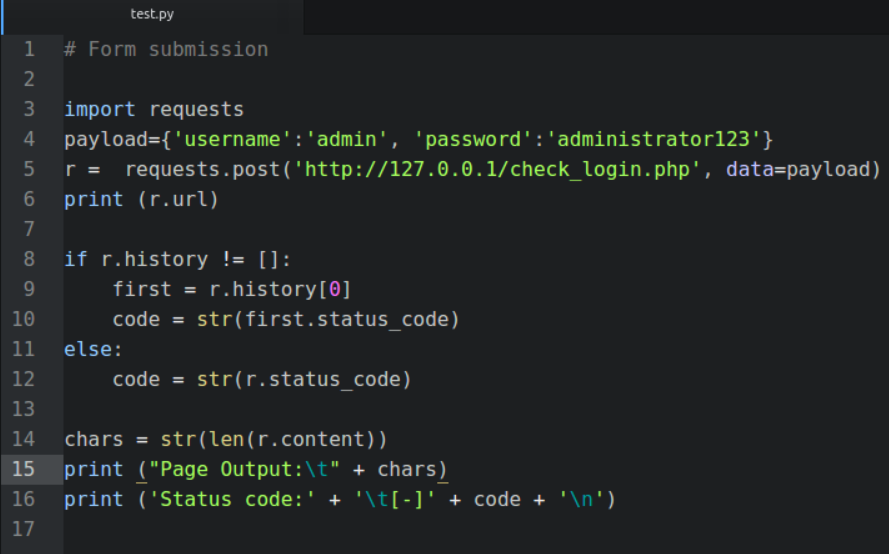 test.py
1 # Form submission
2
3 import requests
4 payload={'username':'admin', 'password':'administrator123'}
5 r =  requests.post('http://127.0.0.1/check_login.php', data=payload)
6 print (r.url)
7
8 if r.history != []:
9     first = r.history[0]
10     code = str(first.status_code)
11 else:
12     code = str(r.status_code)
13
14 chars = str(len(r.content))
15 print ("Page Output:\t" + chars)
16 print ('Status code:' + '\t[-]' + code + '\n')
17